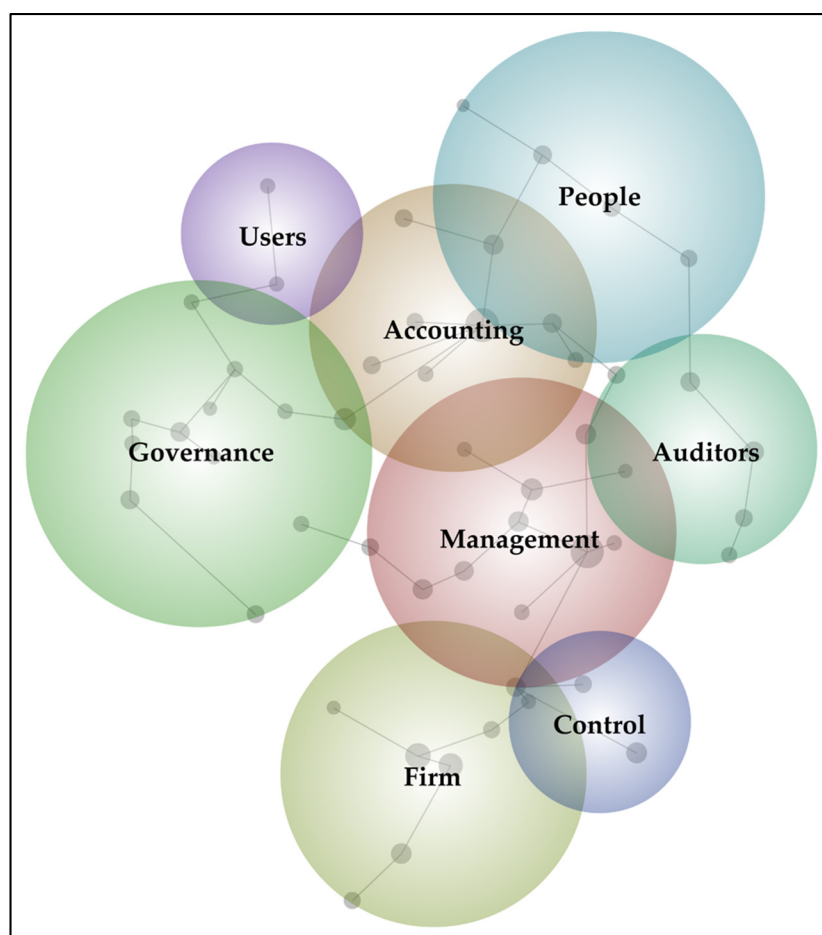 People
Users
Accounting
Governance
Auditors
Management
Control
Firm